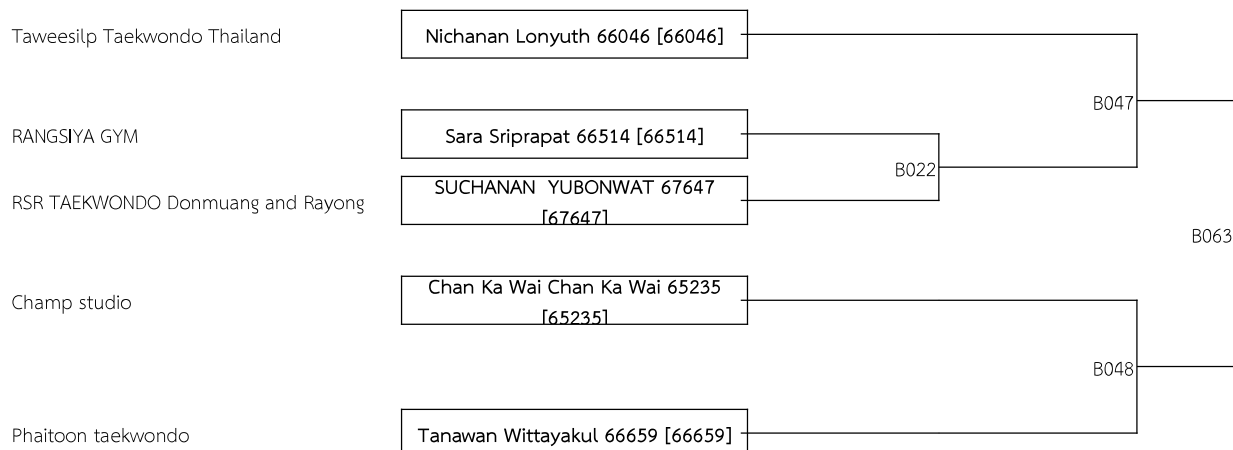 Taweesilp Taekwondo Thailand
Nichanan Lonyuth 66046 [66046]
B047
RANGSIYA GYM
Sara Sriprapat 66514 [66514]
B022
RSR TAEKWONDO Donmuang and Rayong
SUCHANAN  YUBONWAT 67647
[67647]
B063
Champ studio
Chan Ka Wai Chan Ka Wai 65235
[65235]
B048
Phaitoon taekwondo
Tanawan Wittayakul 66659 [66659]